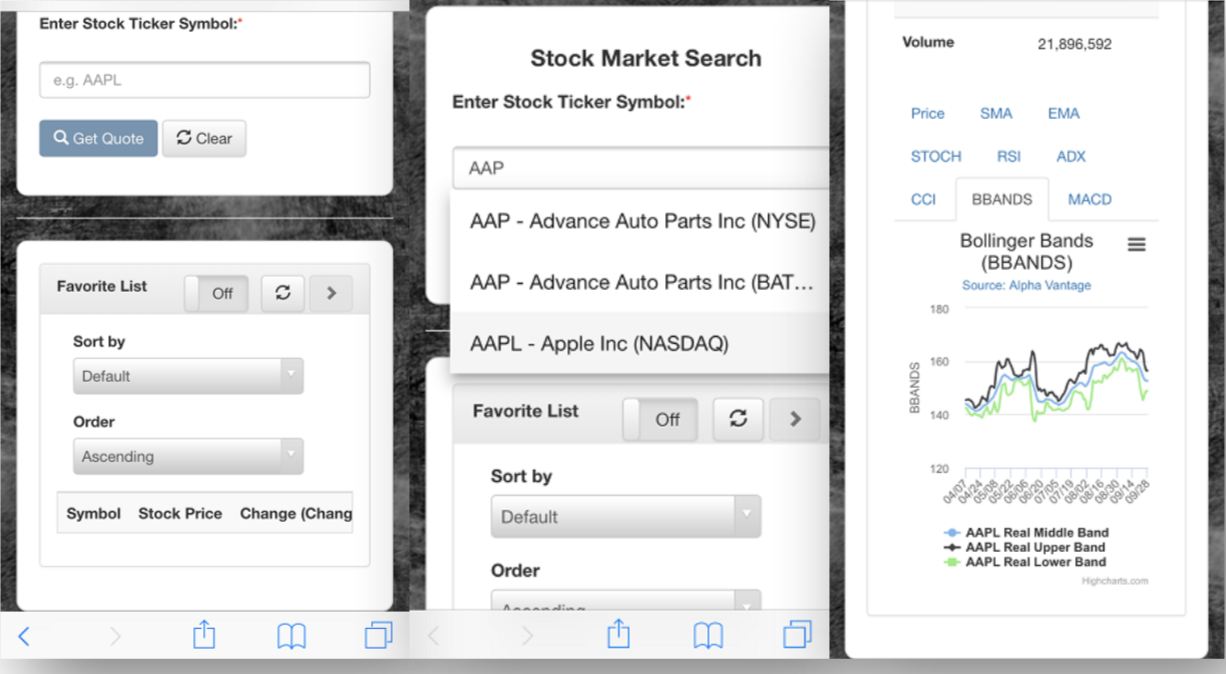 Enter Stock Ticker Symbol:*
e.g. AAPL
Get Quote
Clear
Favorite List
Off
Sort by
Default
Order
Ascending
Symbol Stock Price Change (Chang
Stock Market Search
Enter Stock Ticker Symbol:*
AAP
AAP - Advance Auto Parts Inc (NYSE)
AAP - Advance Auto Parts Inc (BAT...
AAPL - Apple Inc (NASDAQ)
Favorite List
Off
Sort by
Default
Order
Ascending
Volume 21,896,592
Price SMA EMA
STOCH RSI ADX
CCI BBANDS MACD
Bollinger Bands
(BBANDS)
Source: Alpha Vantage
180
160
140
120
BBANDS
04/07 04/24 05/08 05/22 06/06 06/20 07/05 07/19 08/02 08/16 08/30 09/14 09/28
AAPL Real Middle Band
AAPL Real Upper Band
AAPL Real Lower Band
Highcharts.com